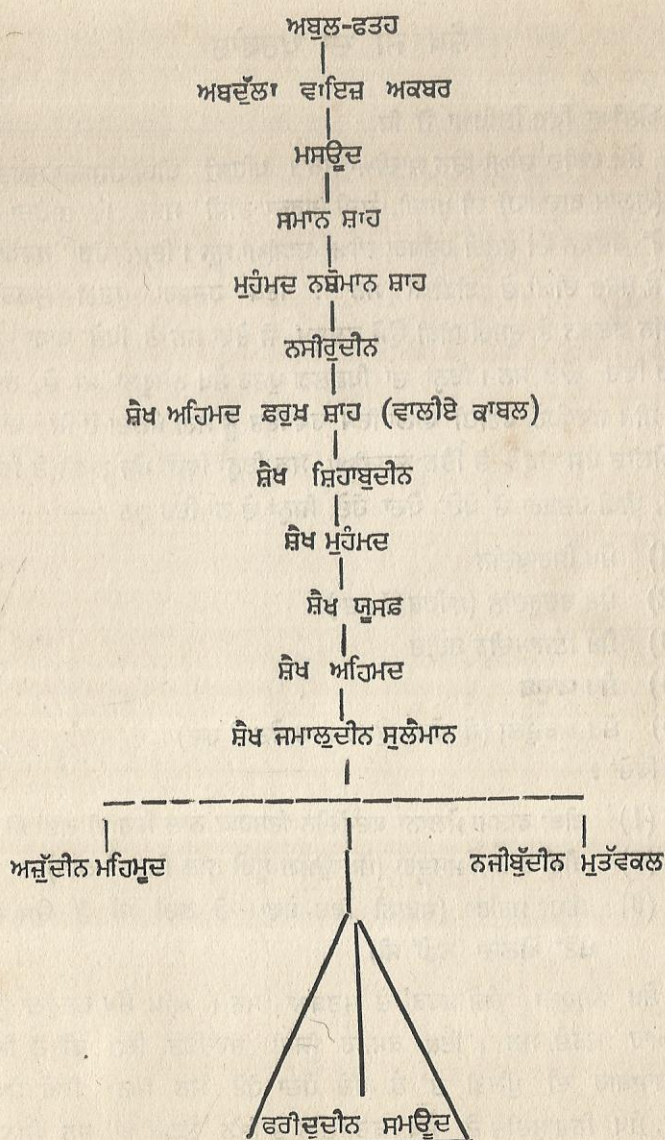 ਅਬੁਲ-ਫਤਹ
ਅਬਦੁੱਲਾ ਵਾਇਜ਼ ਅਕਬਰ
ਮਸਊਦ
ਸਮਾਨ ਸ਼ਾਹ
ਮੁਹੰਮਦ ਨਸ਼ੇਮਾਨ ਸ਼ਾਹ
ਨਸੀਰੁਦੀਨ
ਸ਼ੈਖ ਅਹਿਮਦ ਫ਼ਰੁਖ਼ ਸ਼ਾਹ (ਵਾਲੀਏ ਕਾਬਲ)
ਸ਼ੈਖ ਸ਼ਿਹਾਬੁਦੀਨ
ਸ਼ੈਖ ਮੁਹੰਮਦ
ਸ਼ੈਖ ਯੂਸਫ਼
ਸ਼ੈਖ ਅਹਿਮਦ
ਸ਼ੈਖ ਜਮਾਲੁਦੀਨ ਸੁਲੈਮਾਨ
ਅਜ਼ੁੱਦੀਨ ਮਹਿਮੂਦ ਨਜੀਬੁੱਦੀਨ ਮੁਤੱਵਕਲ
ਫਰੀਦੁਦੀਨ ਸਮਊਦ